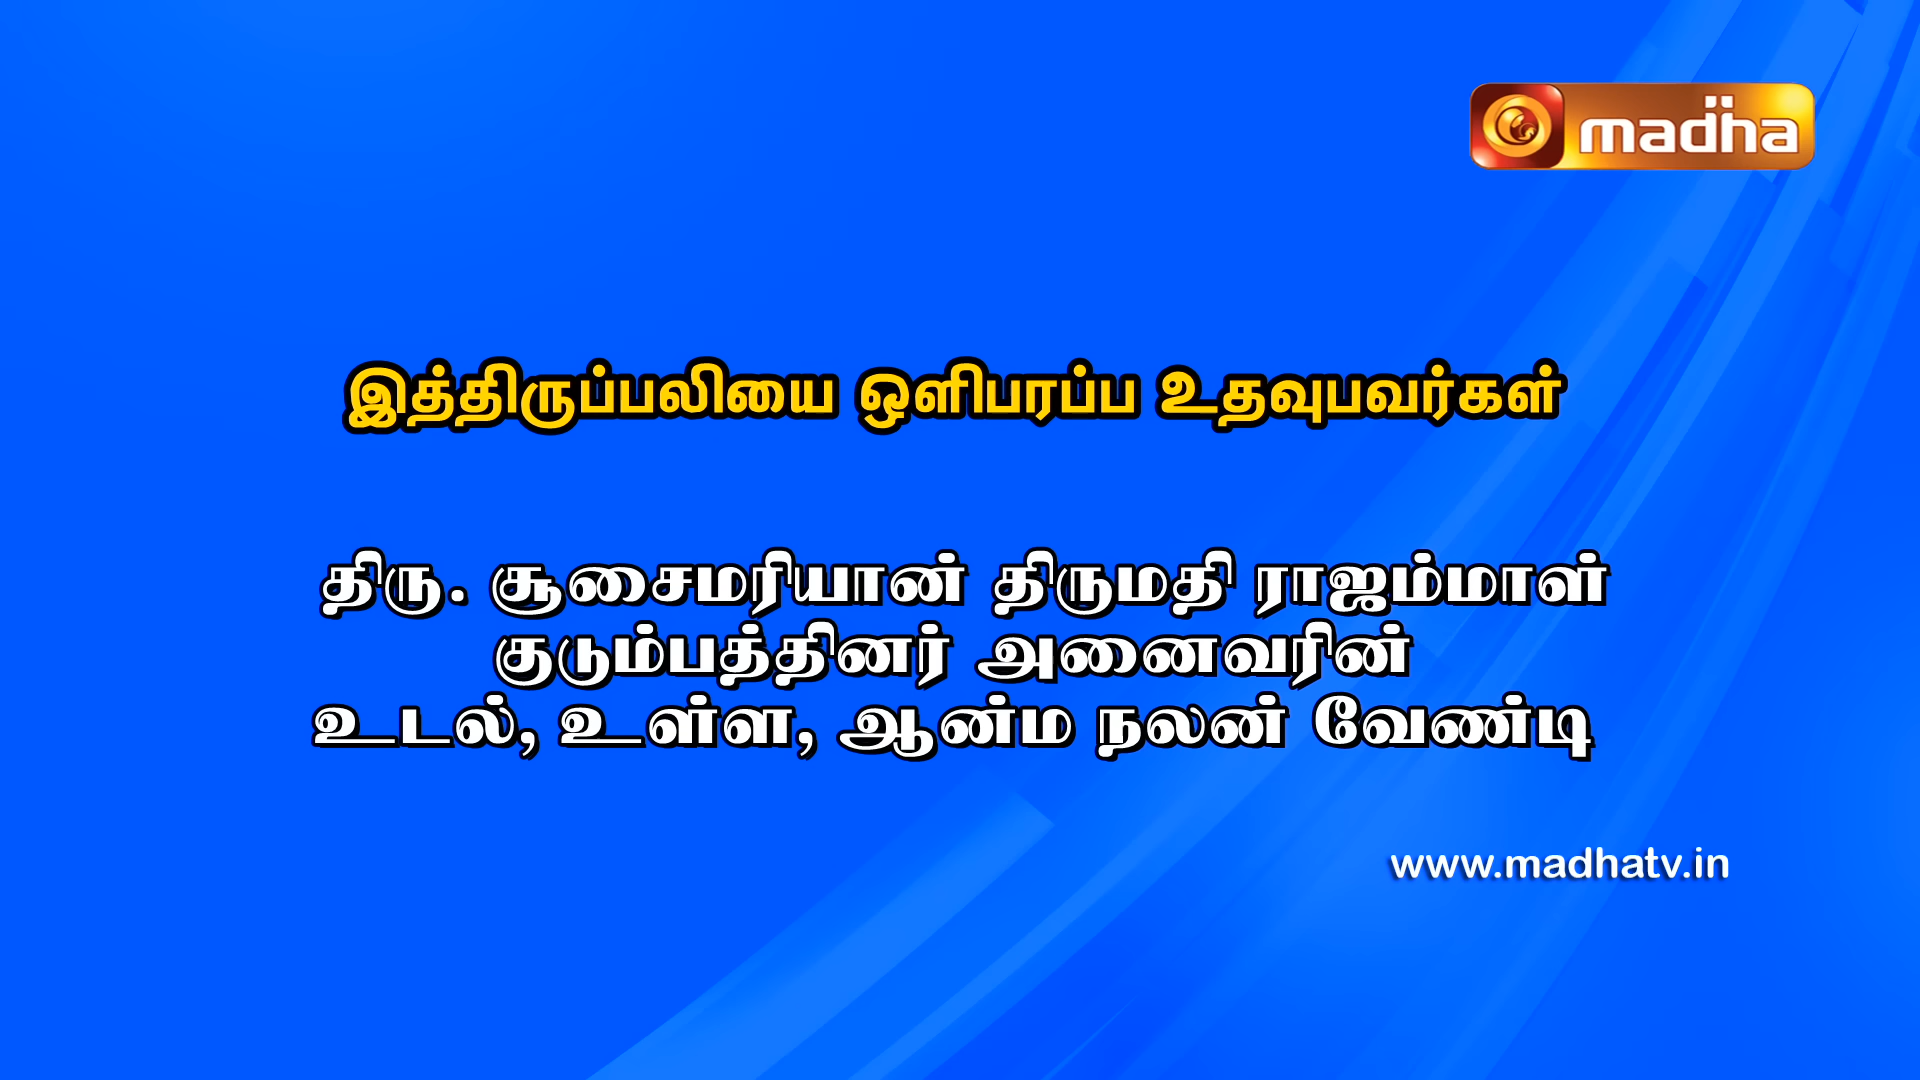 madha
இத்திருப்பலியை ஒளிபரப்ப உதவுபவர்கள்
திரு. சூசைமரியான் திருமதி ராஜம்மாள்
குடும்பத்தினர் அனைவரின்
உடல், உள்ள, ஆன்ம நலன் வேண்டி
www.madhatv.in